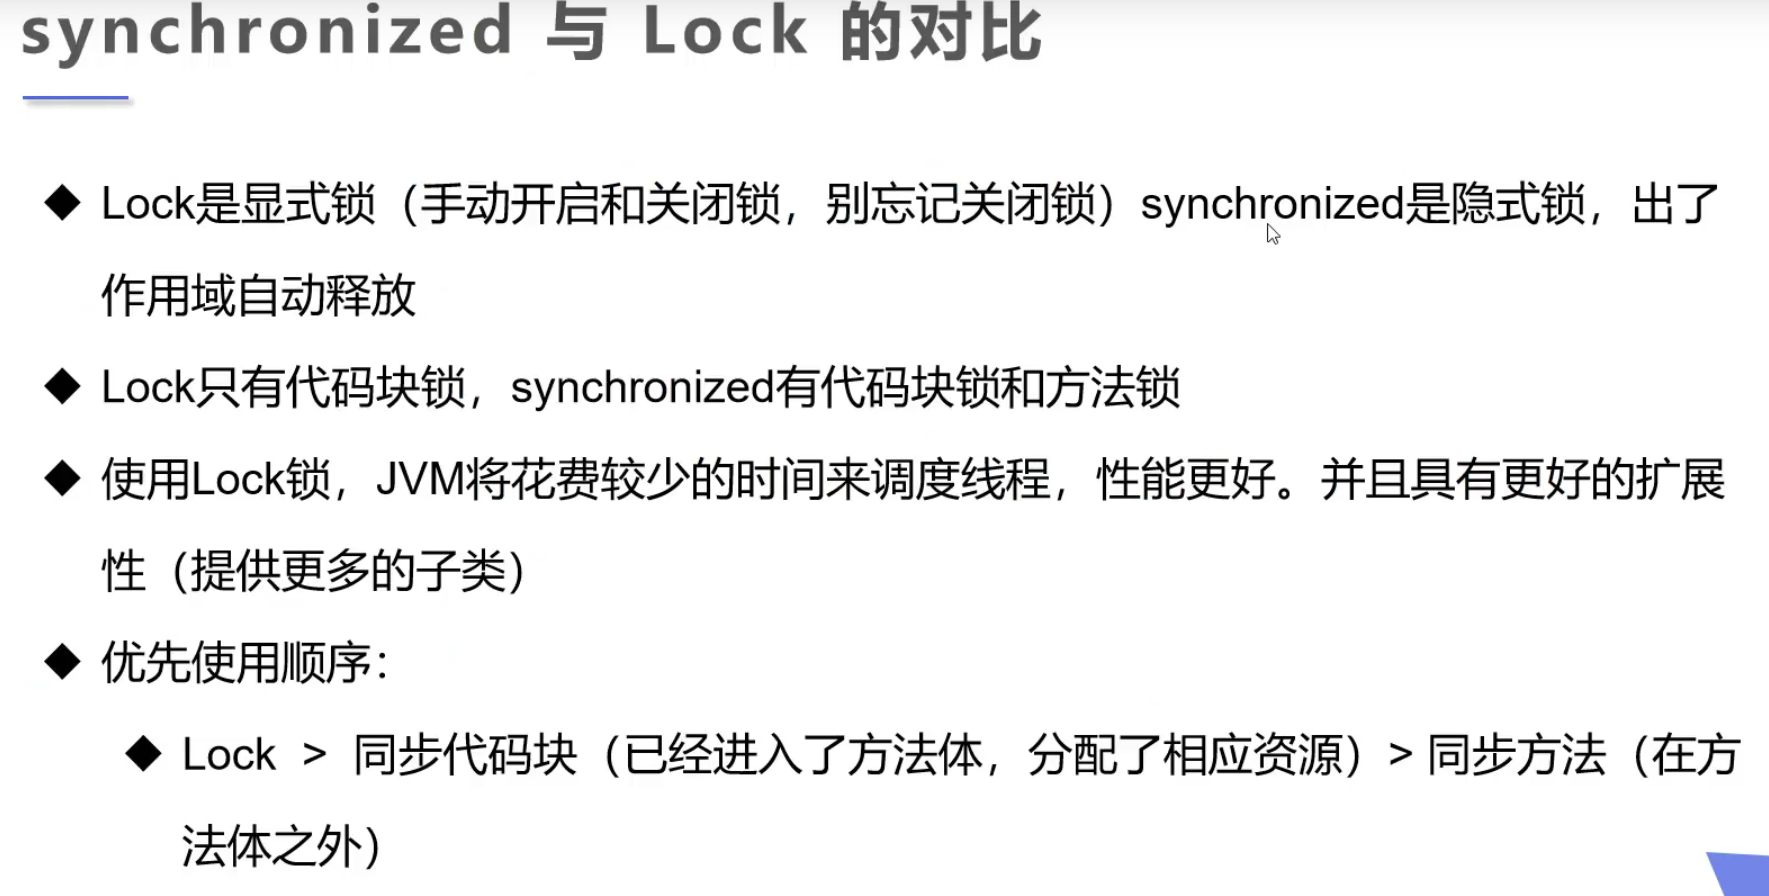 synchronized 与 Lock 的对比
◆ Lock是显式锁（手动开启和关闭锁，别忘记关闭锁）synchronized是隐式锁，出了
作用域自动释放
◆ Lock只有代码块锁，synchronized有代码块锁和方法锁
◆ 使用Lock锁，JVM将花费较少的时间来调度线程，性能更好。并且具有更好的扩展
性（提供更多的子类）
◆ 优先使用顺序：
◆ Lock > 同步代码块（已经进入了方法体，分配了相应资源）> 同步方法（在方
法体之外）